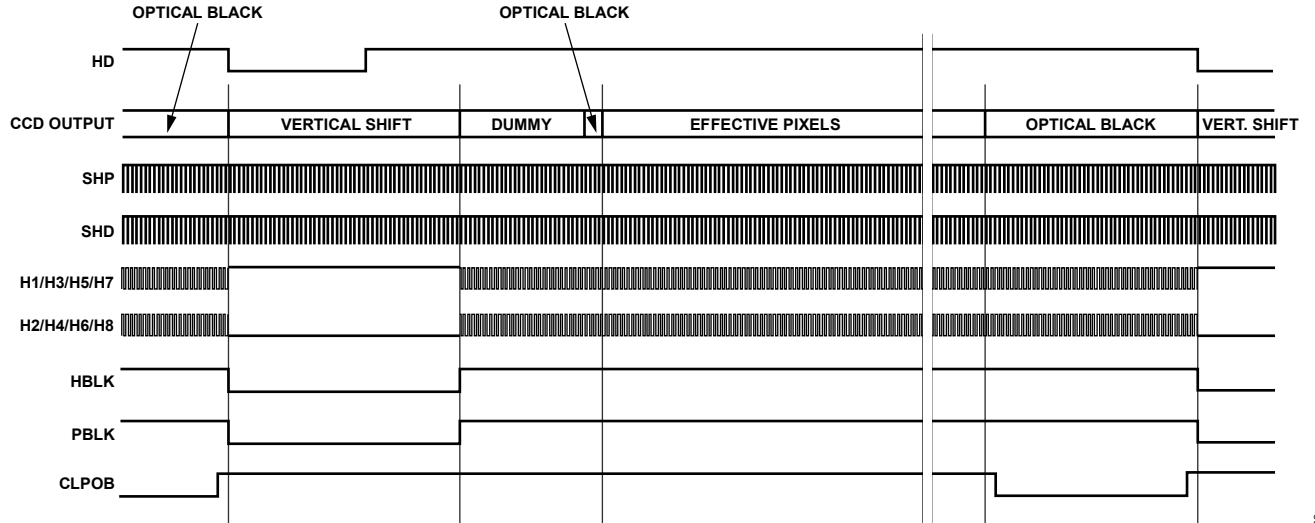 OPTICAL BLACK
OPTICAL BLACK
HD
CCD OUTPUT
VERTICAL SHIFT
DUMMY
EFFECTIVE PIXELS
OPTICAL BLACK
VERT. SHIFT
SHP
SHD
H1/H3/H5/H7
H2/H4/H6/H8
HBLK
PBLK
CLPOB